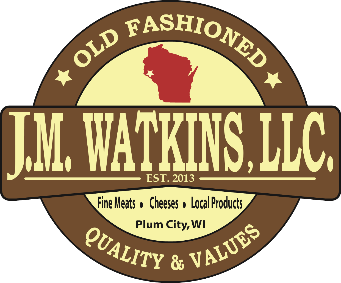 OLD FASHIONED
J.M. WATKINS, LLC.
EST. 2013
Fine Meats • Cheeses • Local Products
Plum City, WI
QUALITY & VALUES